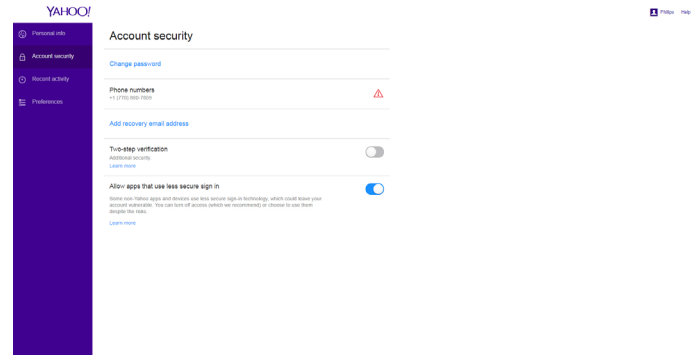 YAHOO!
Philips Help
Personal info
Account security
Recent activity
Preferences
Account security
Change password
Phone numbers
+1 (770)
Add recovery email address
Two-step verification
Additional security.
Learn more
Allow apps that use less secure sign in
Some non-Yahoo apps and devices use less secure sign-in technology, which could leave your
account vulnerable. You can turn off access (which we recommend) or choose to use them
despite the risks.
Learn more